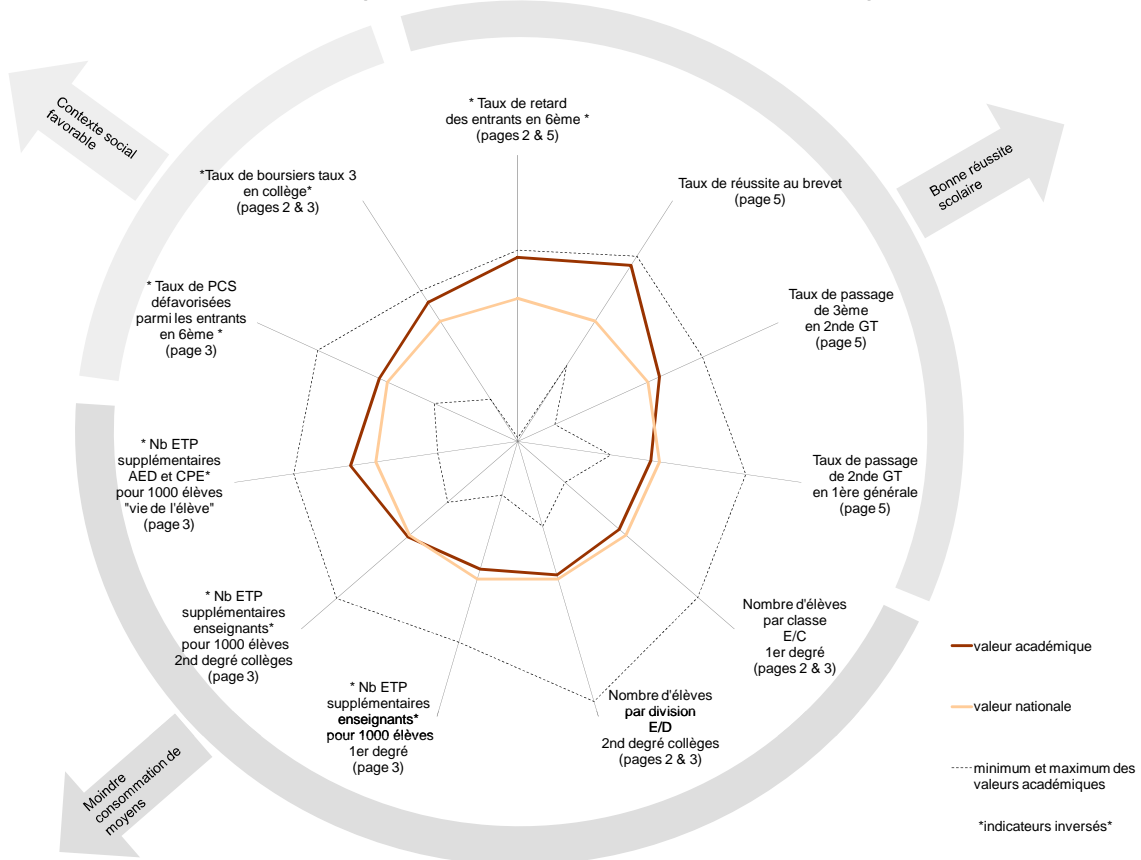 * Taux de retard
des entrants en 6ème *
(pages 2 & 5)
Contexte social
favorable
Bonne réussite
scolaire
*Taux de boursiers taux 3
en collège*
(pages 2 & 3)
Taux de réussite au brevet
(page 5)
* Taux de PCS
défavorisées
parmi les entrants
en 6ème *
(page 3)
Taux de passage
de 3ème
en 2nde GT
(page 5)
* Nb ETP
supplémentaires
AED et CPE*
pour 1000 élèves
"vie de l'élève"
(page 3)
Taux de passage
de 2nde GT
en 1ère générale
(page 5)
* Nb ETP
supplémentaires
enseignants*
pour 1000 élèves
2nd degré collèges
(page 3)
Nombre d'élèves
par classe
E/C
1er degré
(pages 2 & 3)
* Nb ETP
supplémentaires
enseignants*
pour 1000 élèves
1er degré
(page 3)
Nombre d'élèves
par division
E/D
2nd degré collèges
(pages 2 & 3)
Moindre
consommation de
moyens
valeur académique
valeur nationale
minimum et maximum des
valeurs académiques
*indicateurs inversés*